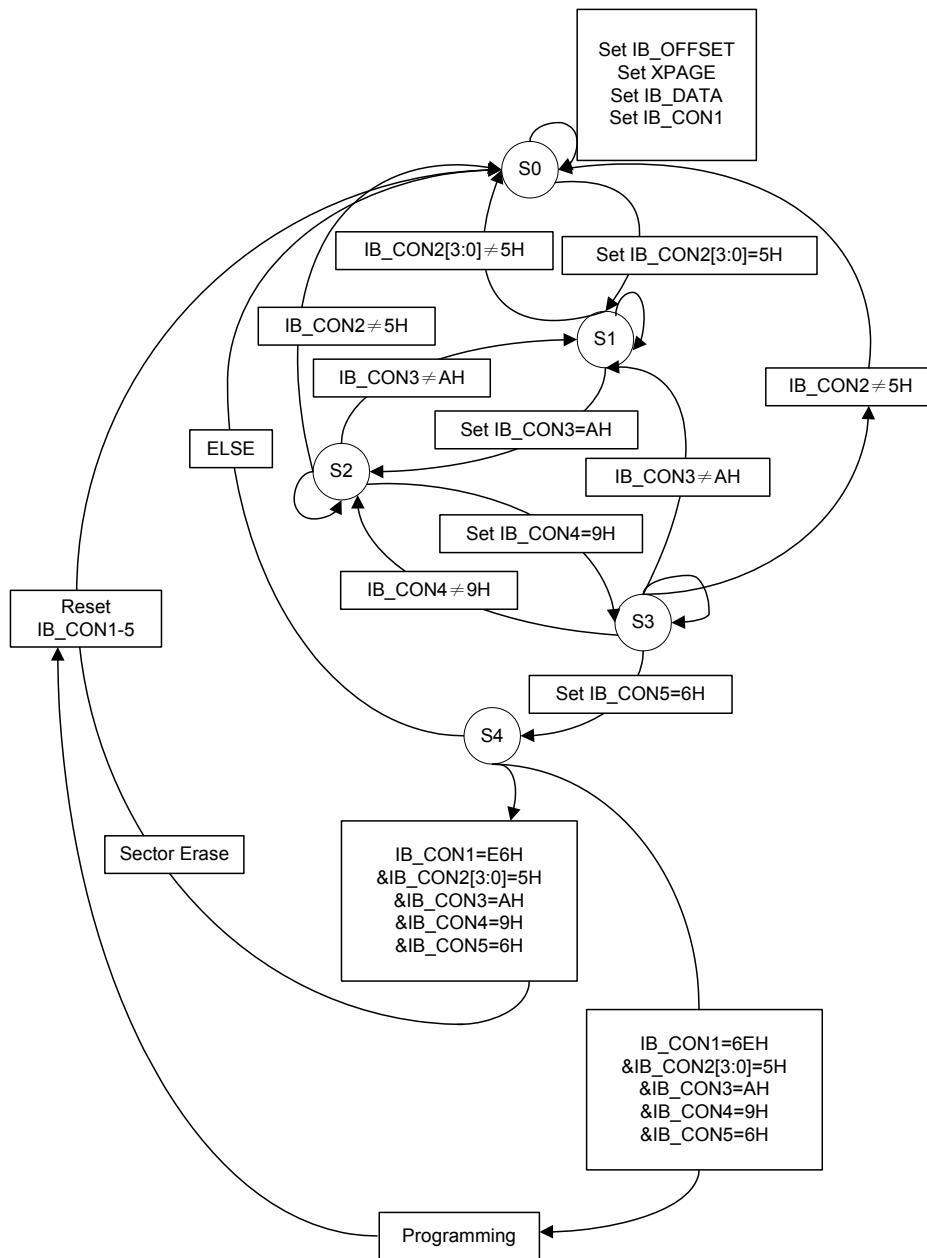 Set IB_OFFSET
Set XPAGE
Set IB_DATA
Set IB_CON1
S0
IB_CON2[3:0]≠5H
Set IB_CON2[3:0]=5H
IB_CON2≠5H
S1
IB_CON3≠AH
IB_CON2≠5H
Set IB_CON3=AH
ELSE
S2
IB_CON3≠AH
Set IB_CON4=9H
IB_CON4≠9H
Reset
IB_CON1-5
S3
Set IB_CON5=6H
S4
Sector Erase
IB_CON1=E6H
&IB_CON2[3:0]=5H
&IB_CON3=AH
&IB_CON4=9H
&IB_CON5=6H
IB_CON1=6EH
&IB_CON2[3:0]=5H
&IB_CON3=AH
&IB_CON4=9H
&IB_CON5=6H
Programming